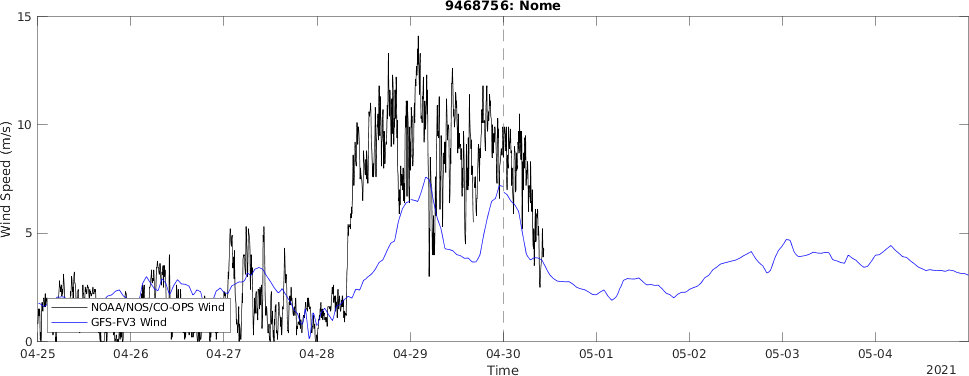 9468756: Nome
15
10
5
0
Wind Speed (m/s)
NOAA/NOS/CO-OPS Wind
GFS-FV3 Wind
04-25 04-26 04-27 04-28 04-29 04-30 05-01 05-02 05-03 05-04
Time
2021